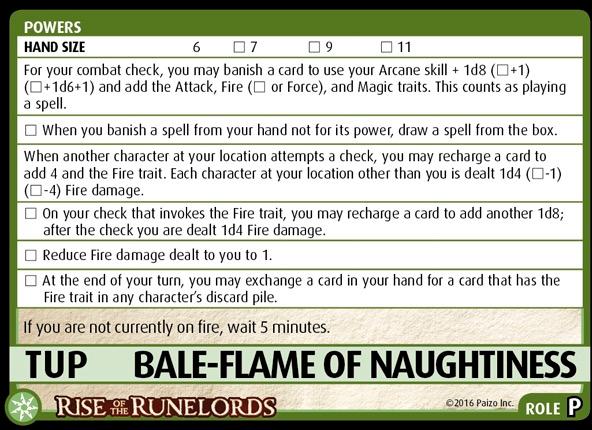 POWERS
HAND SIZE 6 ☐ 7 ☐ 9 ☐ 11
For your combat check, you may banish a card to use your Arcane skill + 1d8 (☐+1)
(☐+1d6+1) and add the Attack, Fire (☐ or Force), and Magic traits. This counts as playing
a spell.
☐ When you banish a spell from your hand not for its power, draw a spell from the box.
When another character at your location attempts a check, you may recharge a card to
add 4 and the Fire trait. Each character at your location other than you is dealt 1d4 (☐-1)
(☐-4) Fire damage.
☐ On your check that invokes the Fire trait, you may recharge a card to add another 1d8;
after the check you are dealt 1d4 Fire damage.
☐ Reduce Fire damage dealt to you to 1.
☐ At the end of your turn, you may exchange a card in your hand for a card that has the
Fire trait in any character's discard pile.
If you are not currently on fire, wait 5 minutes.
TUP BALE-FLAME OF NAUGHTINESS
RISE OF THE RUNELORDS ©2016 Paizo Inc. ROLE P